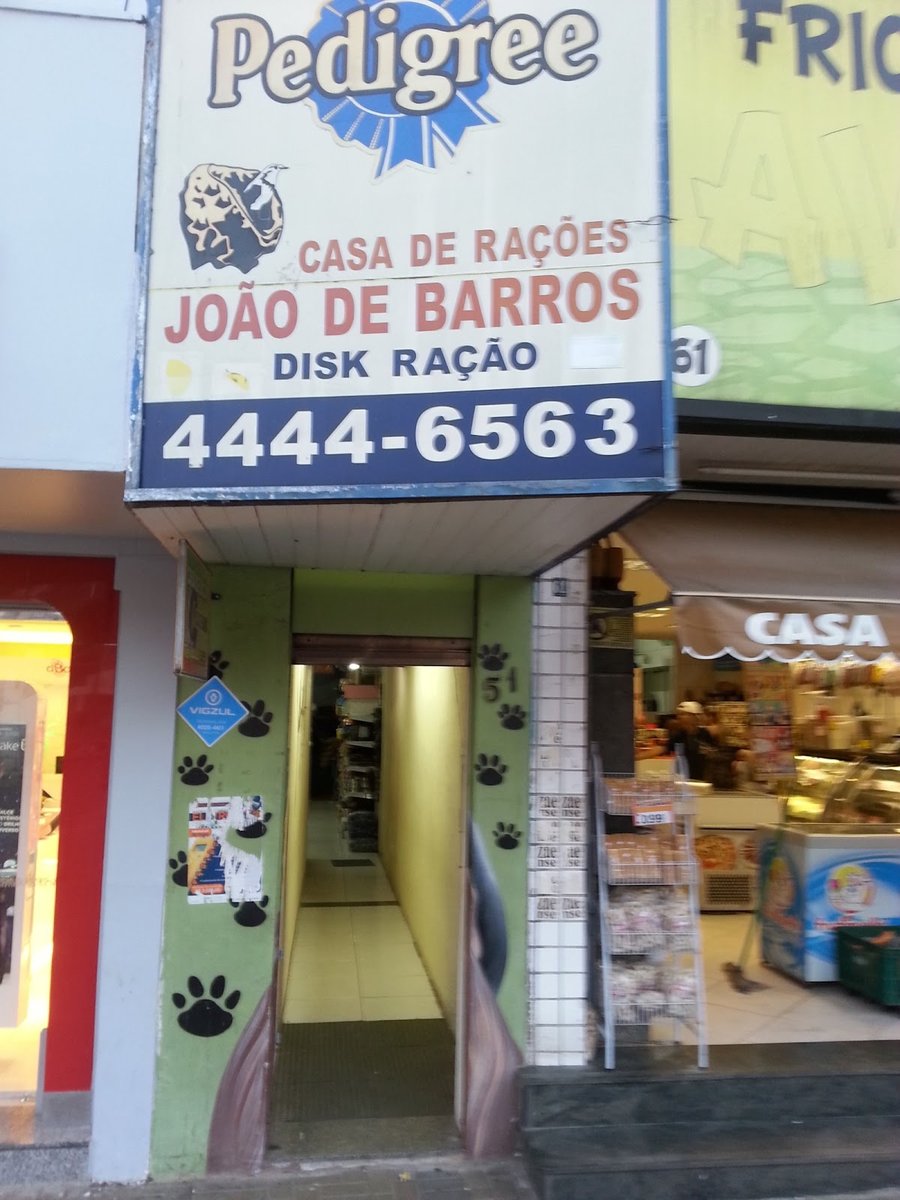 Pedigree
CASA DE RAÇÕES
JOÃO DE BARROS
DISK RAÇÃO
4444-6563
FRIO
61
CASA
VIGZUL
51